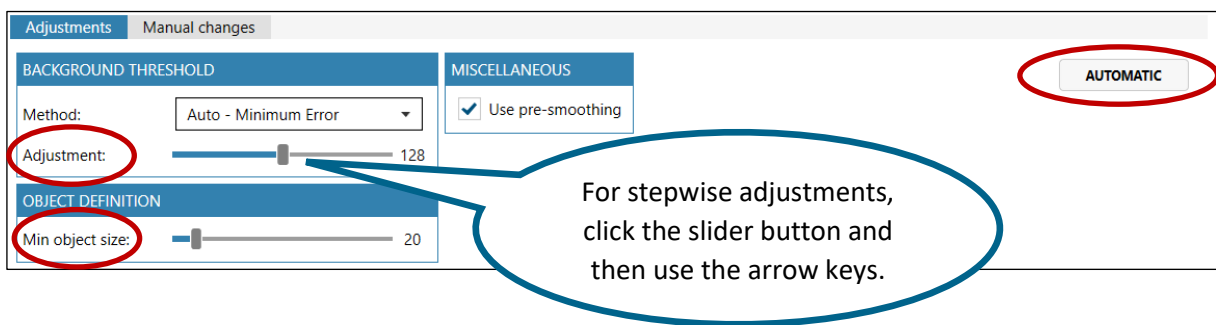 Adjustments Manual changes
BACKGROUND THRESHOLD
Method: Auto - Minimum Error
Adjustment: 128
OBJECT DEFINITION
Min object size: 20
MISCELLANEOUS
Use pre-smoothing
AUTOMATIC
For stepwise adjustments,
click the slider button and
then use the arrow keys.